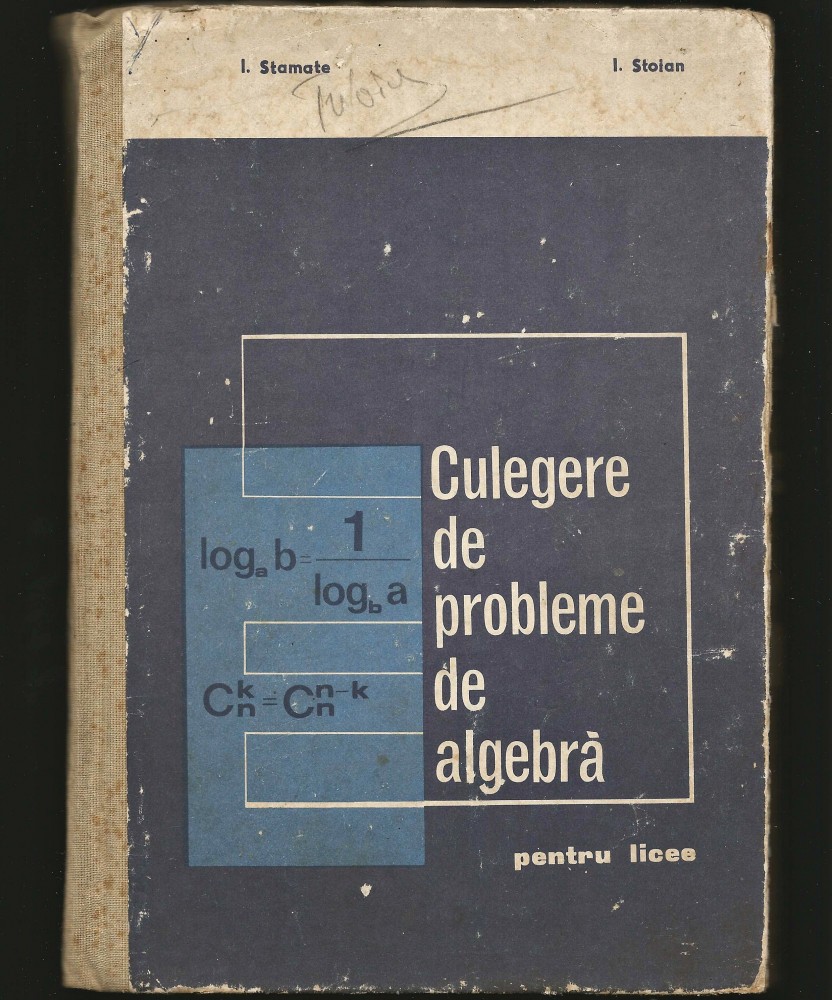 I. Stamate I. Stoian
Culegere
de
probleme
de
algebră
log_a b = 1 / log_b a
C_n^k = C_n^{n-k}
pentru licee